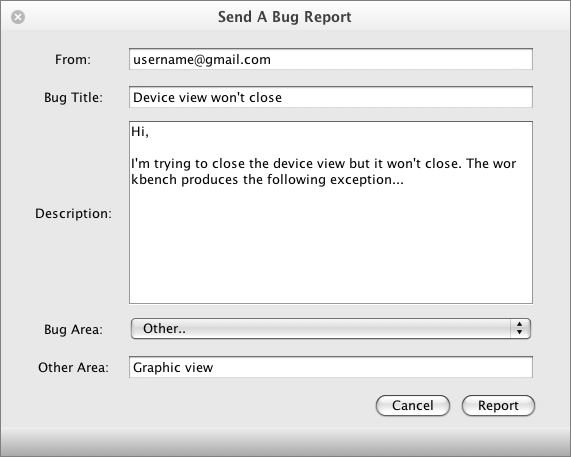 Send A Bug Report
From: username@gmail.com
Bug Title: Device view won't close
Hi,
I'm trying to close the device view but it won't close. The wor
kbench produces the following exception...
Description:
Bug Area: Other..
Other Area: Graphic view
Cancel Report